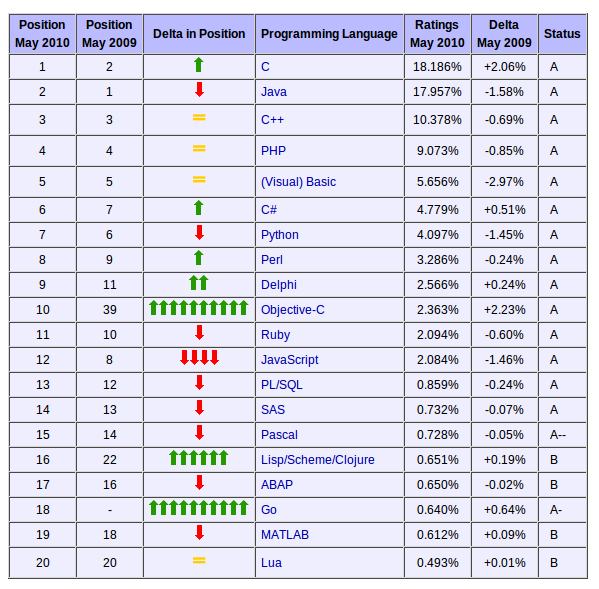 Position May 2010 Position May 2009 Delta in Position Programming Language Ratings May 2010 Delta May 2009 Status
1 2 C 18.186% +2.06% A
2 1 Java 17.957% -1.58% A
3 3 C++ 10.378% -0.69% A
4 4 PHP 9.073% -0.85% A
5 5 (Visual) Basic 5.656% -2.97% A
6 7 C# 4.779% +0.51% A
7 6 Python 4.097% -1.45% A
8 9 Perl 3.286% -0.24% A
9 11 Delphi 2.566% +0.24% A
10 39 Objective-C 2.363% +2.23% A
11 10 Ruby 2.094% -0.60% A
12 8 JavaScript 2.084% -1.46% A
13 12 PL/SQL 0.859% -0.24% A
14 13 SAS 0.732% -0.07% A
15 14 Pascal 0.728% -0.05% A--
16 22 Lisp/Scheme/Clojure 0.651% +0.19% B
17 16 ABAP 0.650% -0.02% B
18 - Go 0.640% +0.64% A-
19 18 MATLAB 0.612% +0.09% B
20 20 Lua 0.493% +0.01% B